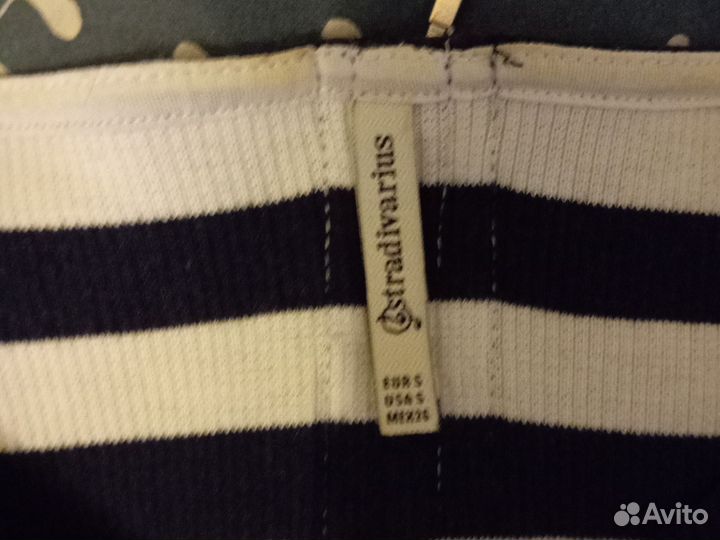 stradivarius
EUR S
USA S
MEX 26
Avito